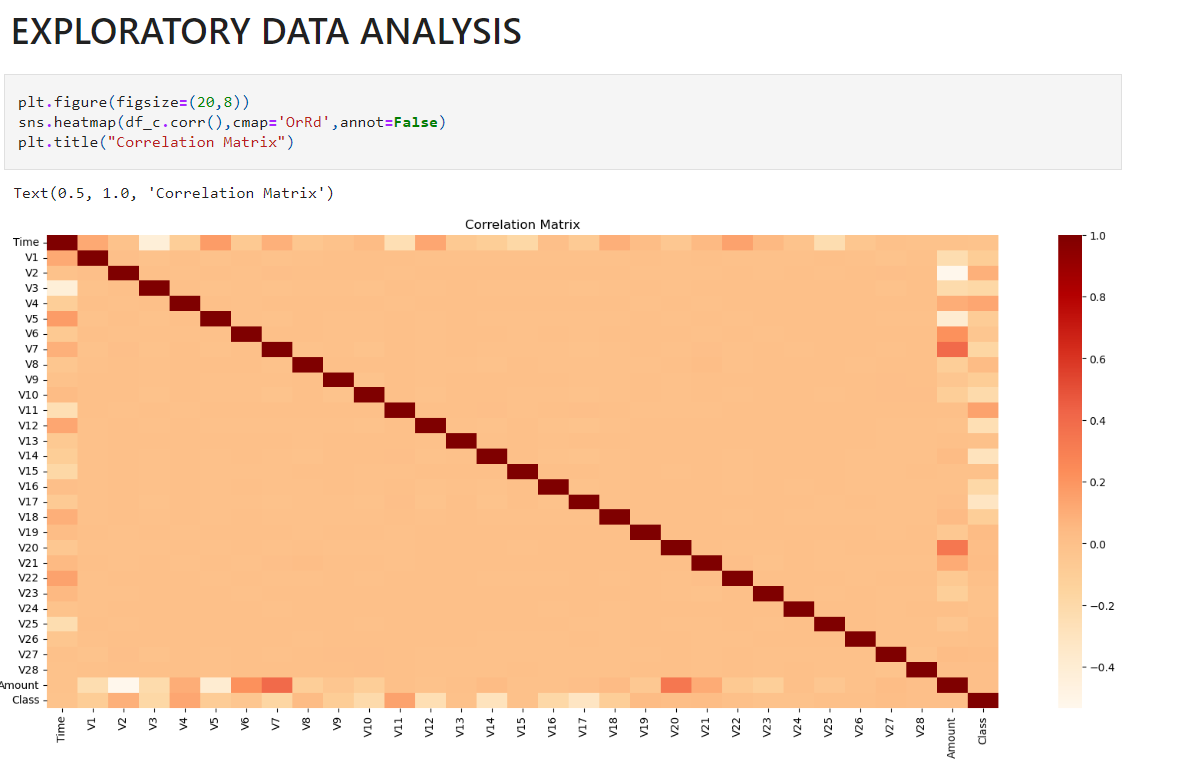 EXPLORATORY DATA ANALYSIS
plt.figure(figsize=(20,8))
sns.heatmap(df_c.corr(),cmap='OrRd',annot=False)
plt.title("Correlation Matrix")
Text(0.5, 1.0, 'Correlation Matrix')
Correlation Matrix
Time
V1
V2
V3
V4
V5
V6
V7
V8
V9
V10
V11
V12
V13
V14
V15
V16
V17
V18
V19
V20
V21
V22
V23
V24
V25
V26
V27
V28
Amount
Class
Time V1 V2 V3 V4 V5 V6 V7 V8 V9 V10 V11 V12 V13 V14 V15 V16 V17 V18 V19 V20 V21 V22 V23 V24 V25 V26 V27 V28 Amount Class
1.0
0.8
0.6
0.4
0.2
0.0
−0.2
−0.4